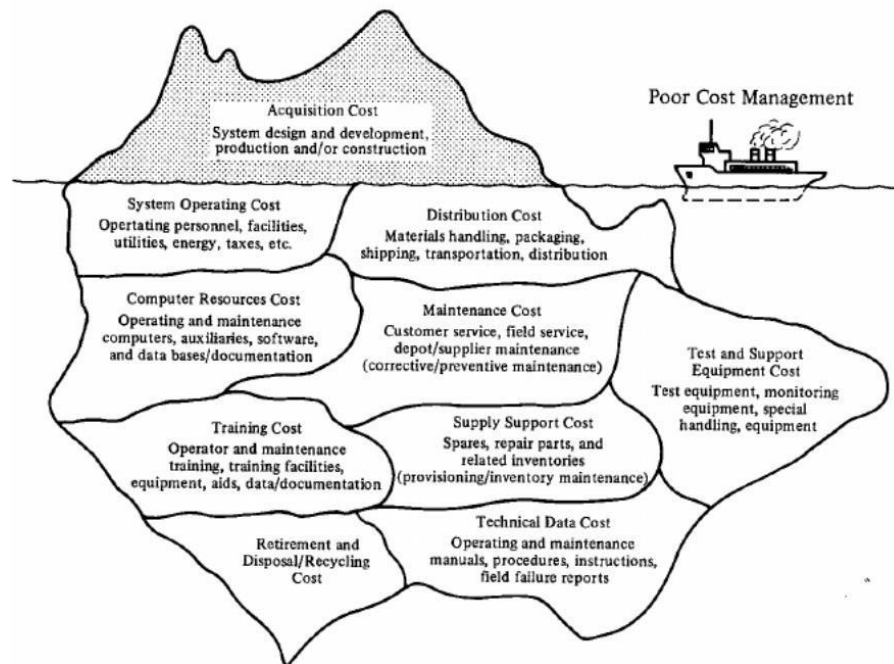 Acquisition Cost
System design and development,
production and/or construction
Poor Cost Management
System Operating Cost
Opertating personnel, facilities,
utilities, energy, taxes, etc.
Distribution Cost
Materials handling, packaging,
shipping, transportation, distribution
Computer Resources Cost
Operating and maintenance
computers, auxiliaries, software,
and data bases/documentation
Maintenance Cost
Customer service, field service,
depot/supplier maintenance
(corrective/preventive maintenance)
Test and Support
Equipment Cost
Test equipment, monitoring
equipment, special
handling, equipment
Training Cost
Operator and maintenance
training, training facilities,
equipment, aids, data/documentation
Supply Support Cost
Spares, repair parts, and
related inventories
(provisioning/inventory maintenance)
Retirement and
Disposal/Recycling
Cost
Technical Data Cost
Operating and maintenance
manuals, procedures, instructions,
field failure reports